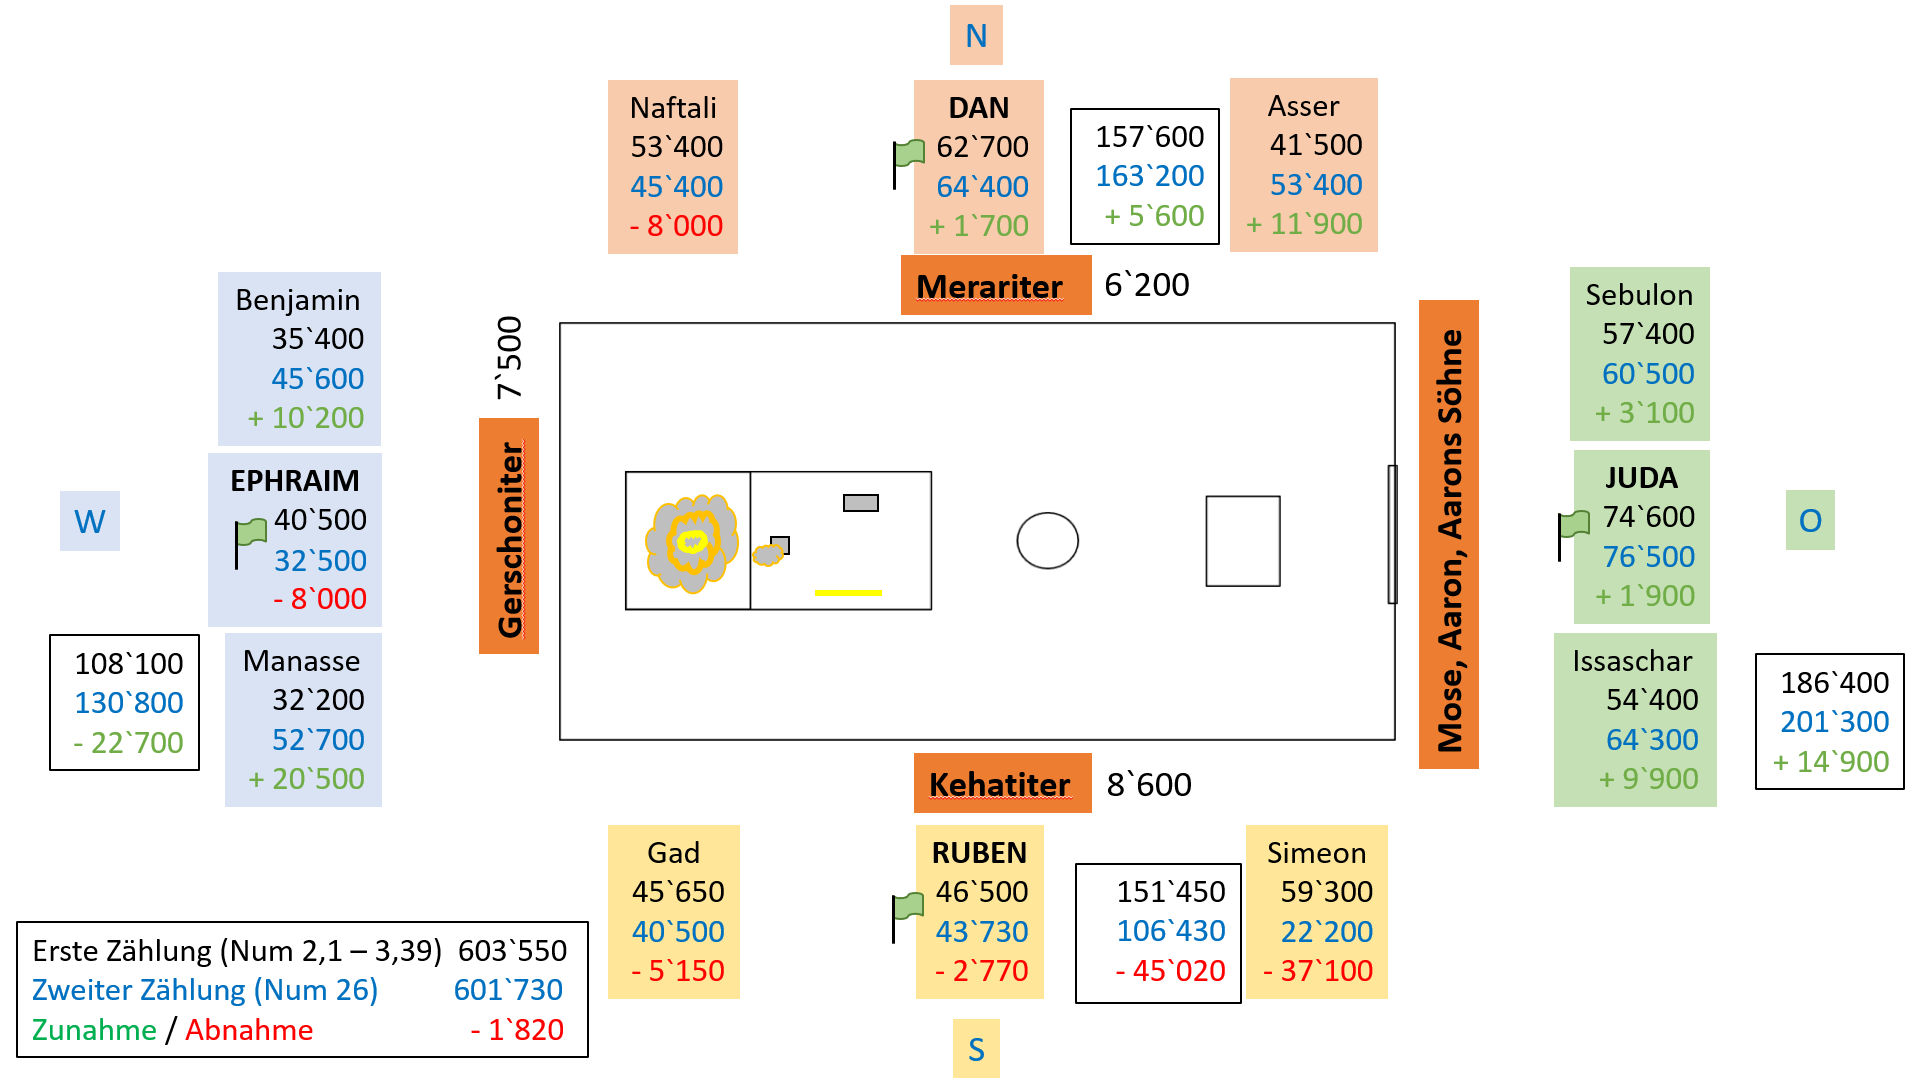 N
Naftali
53`400
45`400
- 8`000
DAN
62`700
64`400
+ 1`700
157`600
163`200
+ 5`600
Asser
41`500
53`400
+ 11`900
Merariter 6`200
Benjamin
35`400
45`600
+ 10`200
EPHRAIM
40`500
32`500
- 8`000
Manasse
32`200
52`700
+ 20`500
W
108`100
130`800
- 22`700
7`500
Gerschoniter
Mose, Aaron, Aarons Söhne
Sebulon
57`400
60`500
+ 3`100
JUDA
74`600
76`500
+ 1`900
Issaschar
54`400
64`300
+ 9`900
O
186`400
201`300
+ 14`900
Kehatiter 8`600
Gad
45`650
40`500
- 5`150
RUBEN
46`500
43`730
- 2`770
151`450
106`430
- 45`020
Simeon
59`300
22`200
- 37`100
S
Erste Zählung (Num 2,1 – 3,39) 603`550
Zweiter Zählung (Num 26) 601`730
Zunahme / Abnahme - 1`820